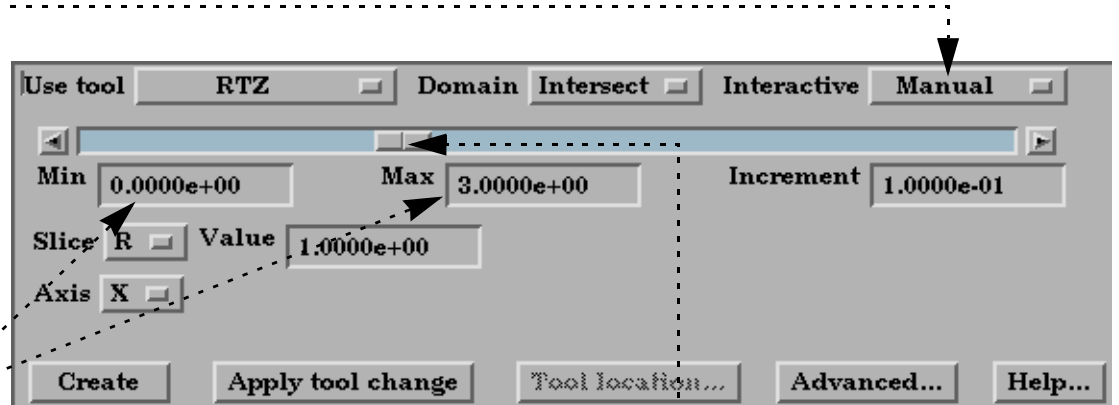 Use tool RTZ Domain Intersect Interactive Manual
Min 0.0000e+00 Max 3.0000e+00 Increment 1.0000e-01
Slice R Value 1.0000e+00
Axis X
Create Apply tool change Tool location... Advanced... Help...